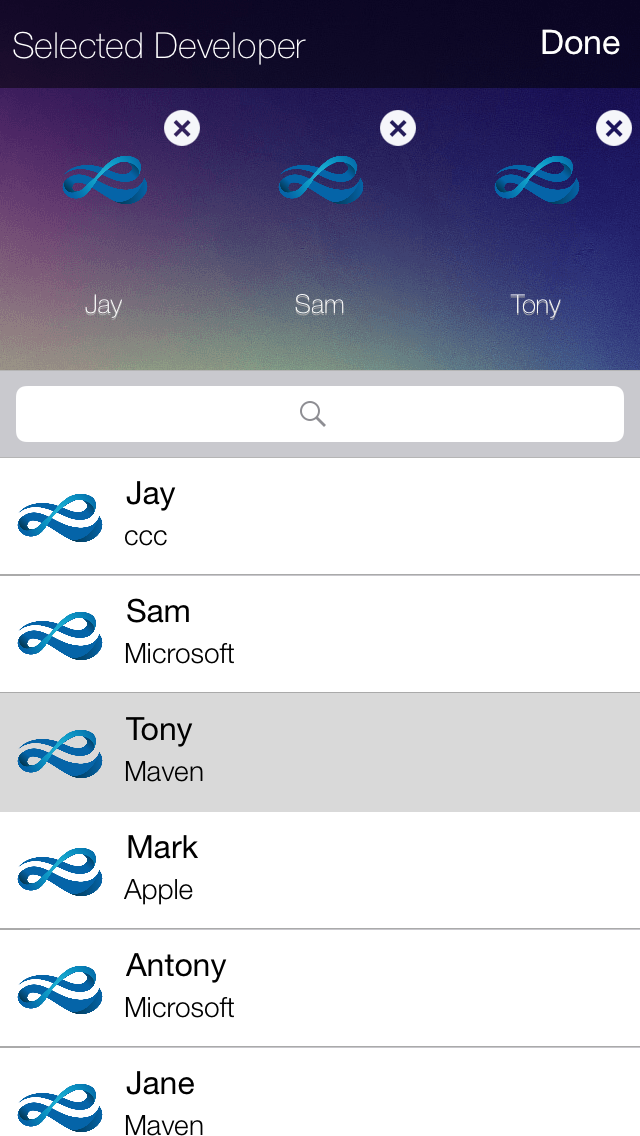 Selected Developer
Done
Jay
Sam
Tony
Jay
ccc
Sam
Microsoft
Tony
Maven
Mark
Apple
Antony
Microsoft
Jane
Maven